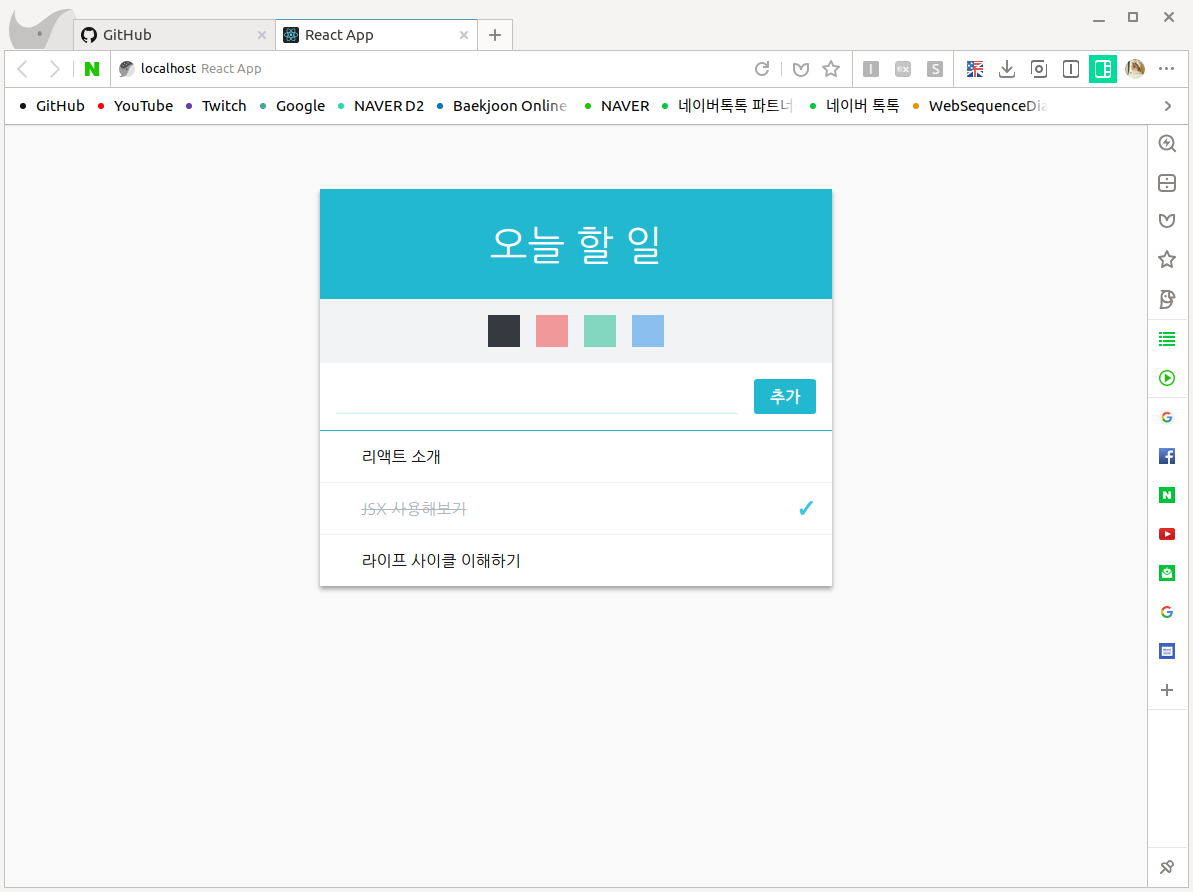 GitHub
React App
localhost React App
GitHub
YouTube
Twitch
Google
NAVER D2
Baekjoon Online
NAVER
네이버톡톡 파트너
네이버 톡톡
WebSequenceDia
오늘 할 일
추가
리액트 소개
JSX 사용해보기
✓
라이프 사이클 이해하기